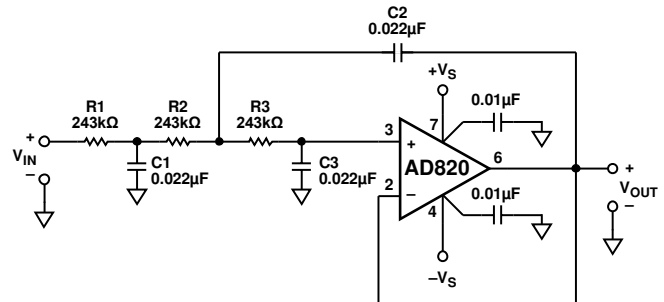 C2
0.022µF
+VS
0.01µF
R1
243kΩ
R2
243kΩ
R3
243kΩ
+
VIN
–
C1
0.022µF
C3
0.022µF
3
+
7
AD820
6
2
–
4
0.01µF
–VS
+
VOUT
–